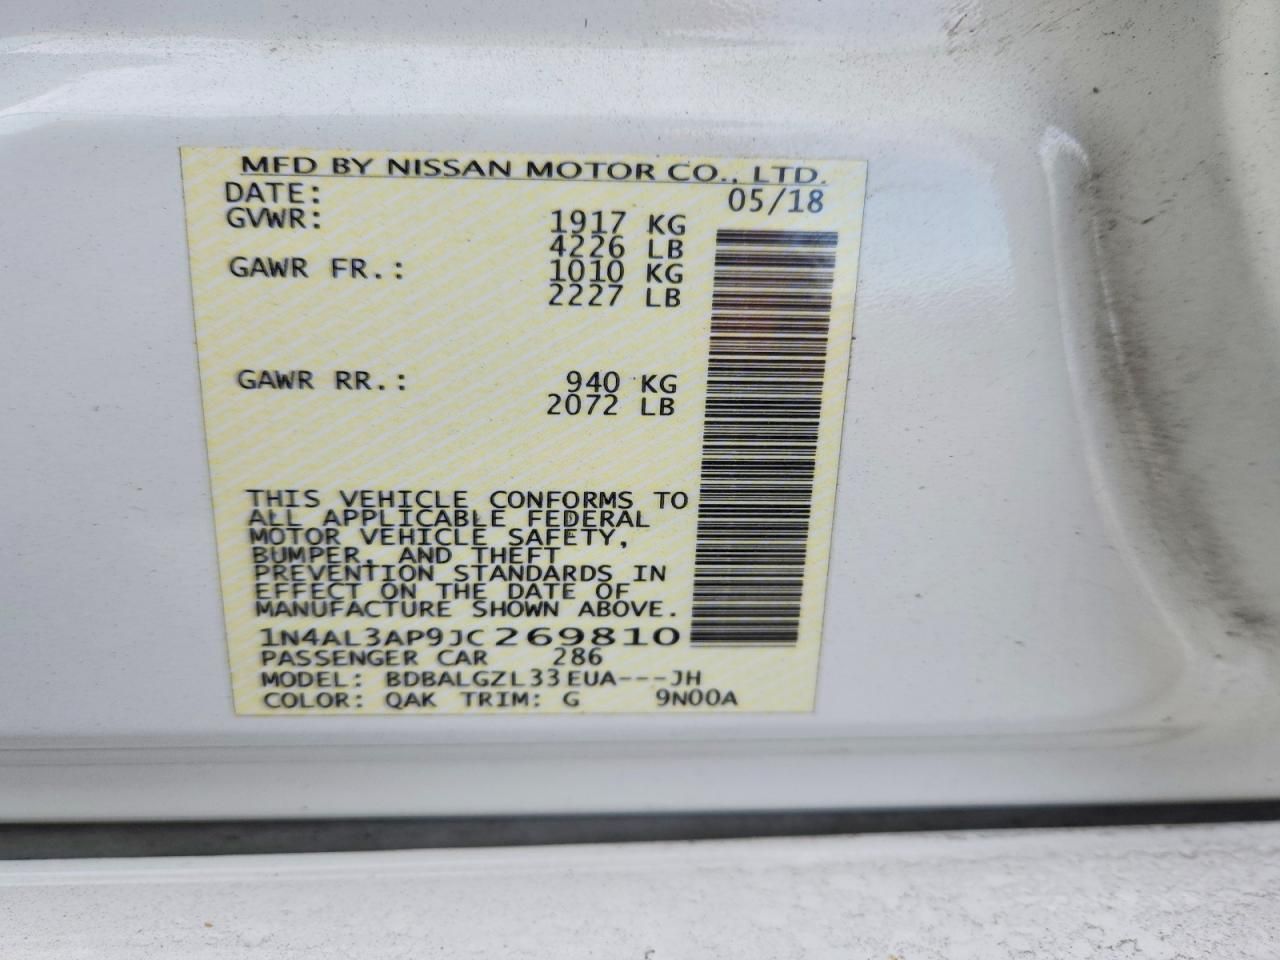 MFD BY NISSAN MOTOR CO., LTD.
DATE: 05/18
GVWR: 1917 KG
4226 LB
GAWR FR.: 1010 KG
2227 LB
GAWR RR.: 940 KG
2072 LB
THIS VEHICLE CONFORMS TO
ALL APPLICABLE FEDERAL
MOTOR VEHICLE SAFETY,
BUMPER, AND THEFT
PREVENTION STANDARDS IN
EFFECT ON THE DATE OF
MANUFACTURE SHOWN ABOVE.
1N4AL3AP9JC269810
PASSENGER CAR 286
MODEL: BDBALGZL33EUA---JH
COLOR: QAK TRIM: G 9N00A